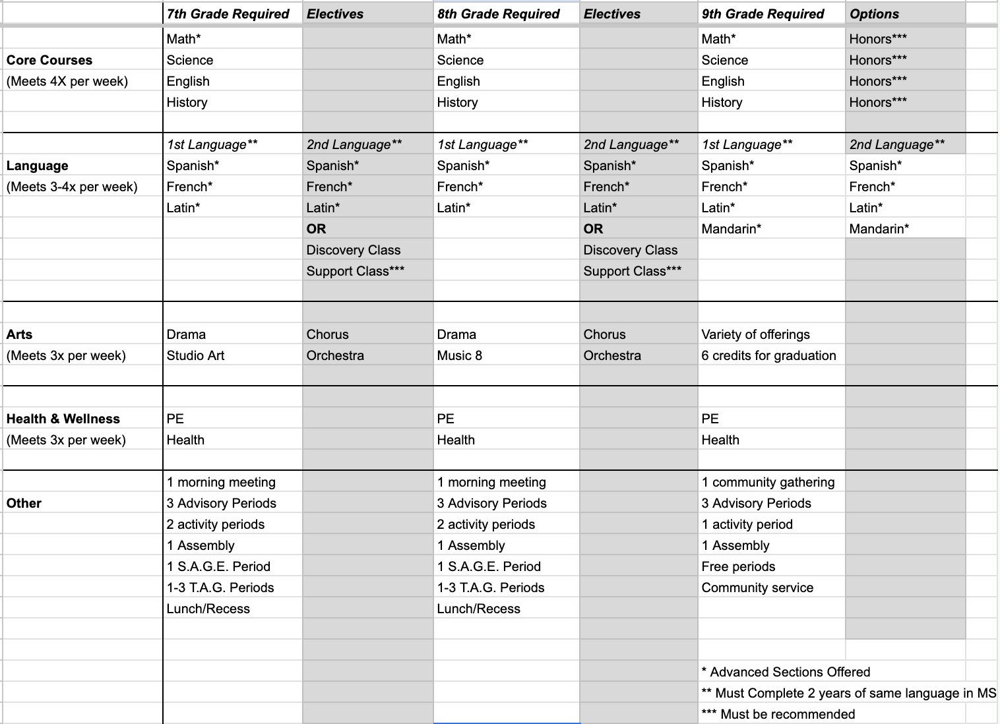 7th Grade Required Electives 8th Grade Required Electives 9th Grade Required Options
Math* Math* Math* Honors***
Core Courses Science Science Science Honors***
(Meets 4X per week) English English English Honors***
History History History Honors***
1st Language** 2nd Language** 1st Language** 2nd Language** 1st Language** 2nd Language**
Language Spanish* Spanish* Spanish* Spanish* Spanish* Spanish*
(Meets 3-4x per week) French* French* French* French* French* French*
Latin* Latin* Latin* Latin* Latin* Latin*
OR OR Mandarin* Mandarin*
Discovery Class Discovery Class
Support Class*** Support Class***
Arts Drama Chorus Drama Chorus Variety of offerings
(Meets 3x per week) Studio Art Orchestra Music 8 Orchestra 6 credits for graduation
Health & Wellness PE PE PE
(Meets 3x per week) Health Health Health
1 morning meeting 1 morning meeting 1 community gathering
Other 3 Advisory Periods 3 Advisory Periods 3 Advisory Periods
2 activity periods 2 activity periods 1 activity period
1 Assembly 1 Assembly 1 Assembly
1 S.A.G.E. Period 1 S.A.G.E. Period Free periods
1-3 T.A.G. Periods 1-3 T.A.G. Periods Community service
Lunch/Recess Lunch/Recess
* Advanced Sections Offered
** Must Complete 2 years of same language in MS
*** Must be recommended